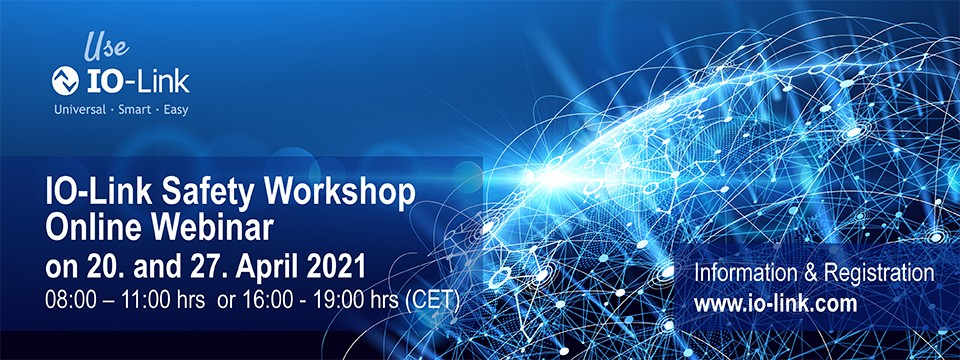 Use
IO-Link
Universal · Smart · Easy
IO-Link Safety Workshop
Online Webinar
on 20. and 27. April 2021
08:00 – 11:00 hrs or 16:00 - 19:00 hrs (CET)
Information & Registration
www.io-link.com